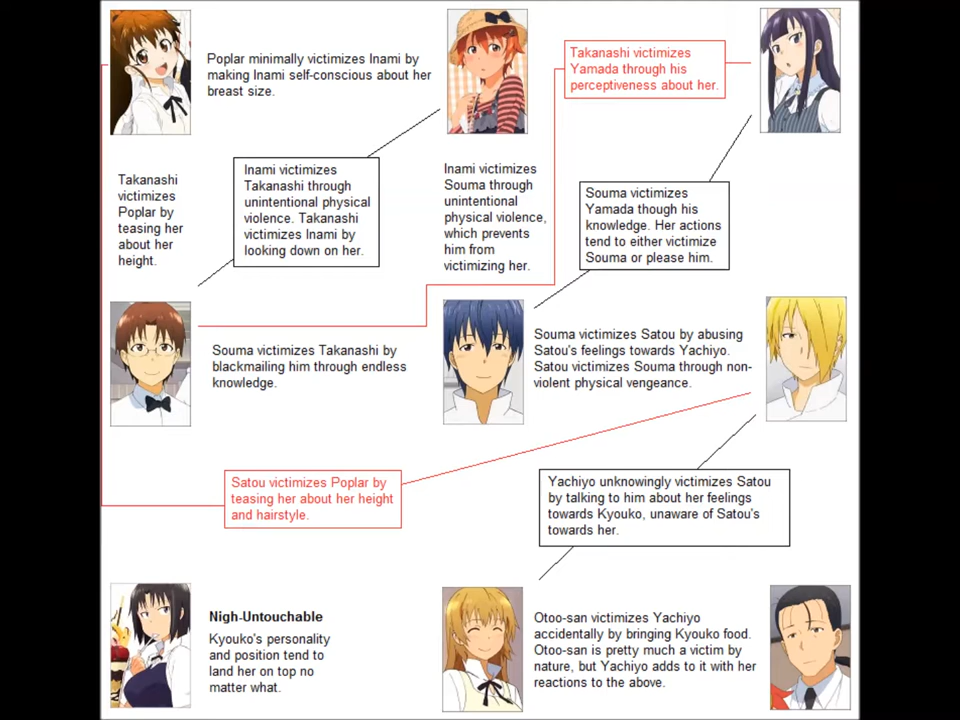 Poplar minimally victimizes Inami by
making Inami self-conscious about her
breast size.
Takanashi victimizes
Yamada through his
perceptiveness about her.
Takanashi
victimizes
Poplar by
teasing her
about her
height.
Inami victimizes
Takanashi through
unintentional physical
violence. Takanashi
victimizes Inami by
looking down on her.
Inami victimizes
Souma through
unintentional
physical violence,
which prevents
him from
victimizing her.
Souma victimizes
Yamada though his
knowledge. Her actions
tend to either victimize
Souma or please him.
Souma victimizes Takanashi by
blackmailing him through endless
knowledge.
Souma victimizes Satou by abusing
Satou's feelings towards Yachiyo.
Satou victimizes Souma through non-
violent physical vengeance.
Satou victimizes Poplar by
teasing her about her height
and hairstyle.
Yachiyo unknowingly victimizes Satou
by talking to him about her feelings
towards Kyouko, unaware of Satou's
towards her.
Nigh-Untouchable
Kyouko's personality
and position tend to
land her on top no
matter what.
Otoo-san victimizes Yachiyo
accidentally by bringing Kyouko food.
Otoo-san is pretty much a victim by
nature, but Yachiyo adds to it with her
reactions to the above.